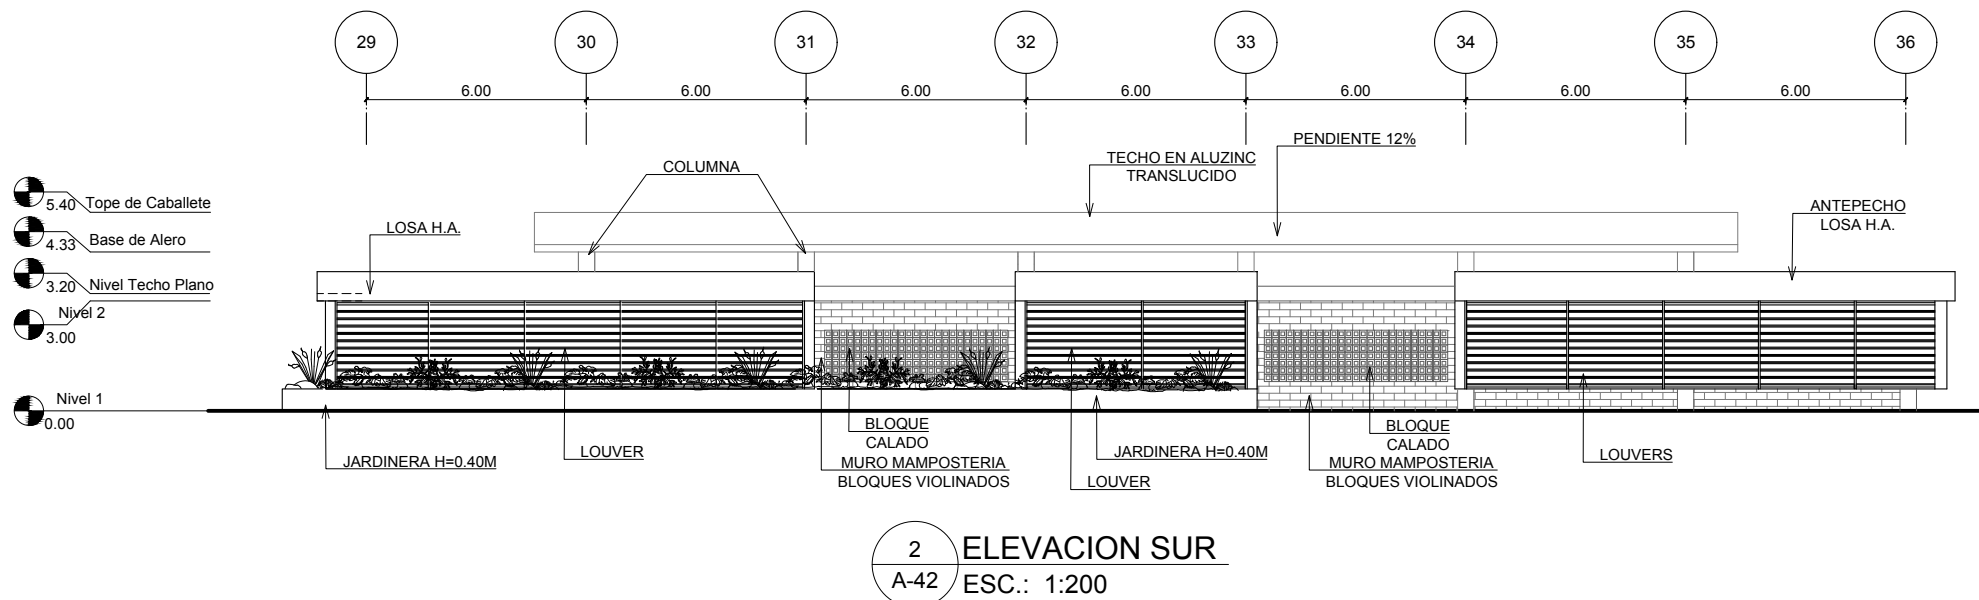 29 30 31 32 33 34 35 36
6.00 6.00 6.00 6.00 6.00 6.00 6.00
PENDIENTE 12%
TECHO EN ALUZINC
TRANSLUCIDO
COLUMNA
5.40 Tope de Caballete
ANTEPECHO
LOSA H.A.
LOSA H.A.
4.33 Base de Alero
3.20 Nivel Techo Plano
Nivel 2
3.00
Nivel 1
0.00
JARDINERA H=0.40M
LOUVER
BLOQUE
CALADO
MURO MAMPOSTERIA
BLOQUES VIOLINADOS
LOUVER
JARDINERA H=0.40M
BLOQUE
CALADO
MURO MAMPOSTERIA
BLOQUES VIOLINADOS
LOUVERS
2
A-42
ELEVACION SUR
ESC.: 1:200